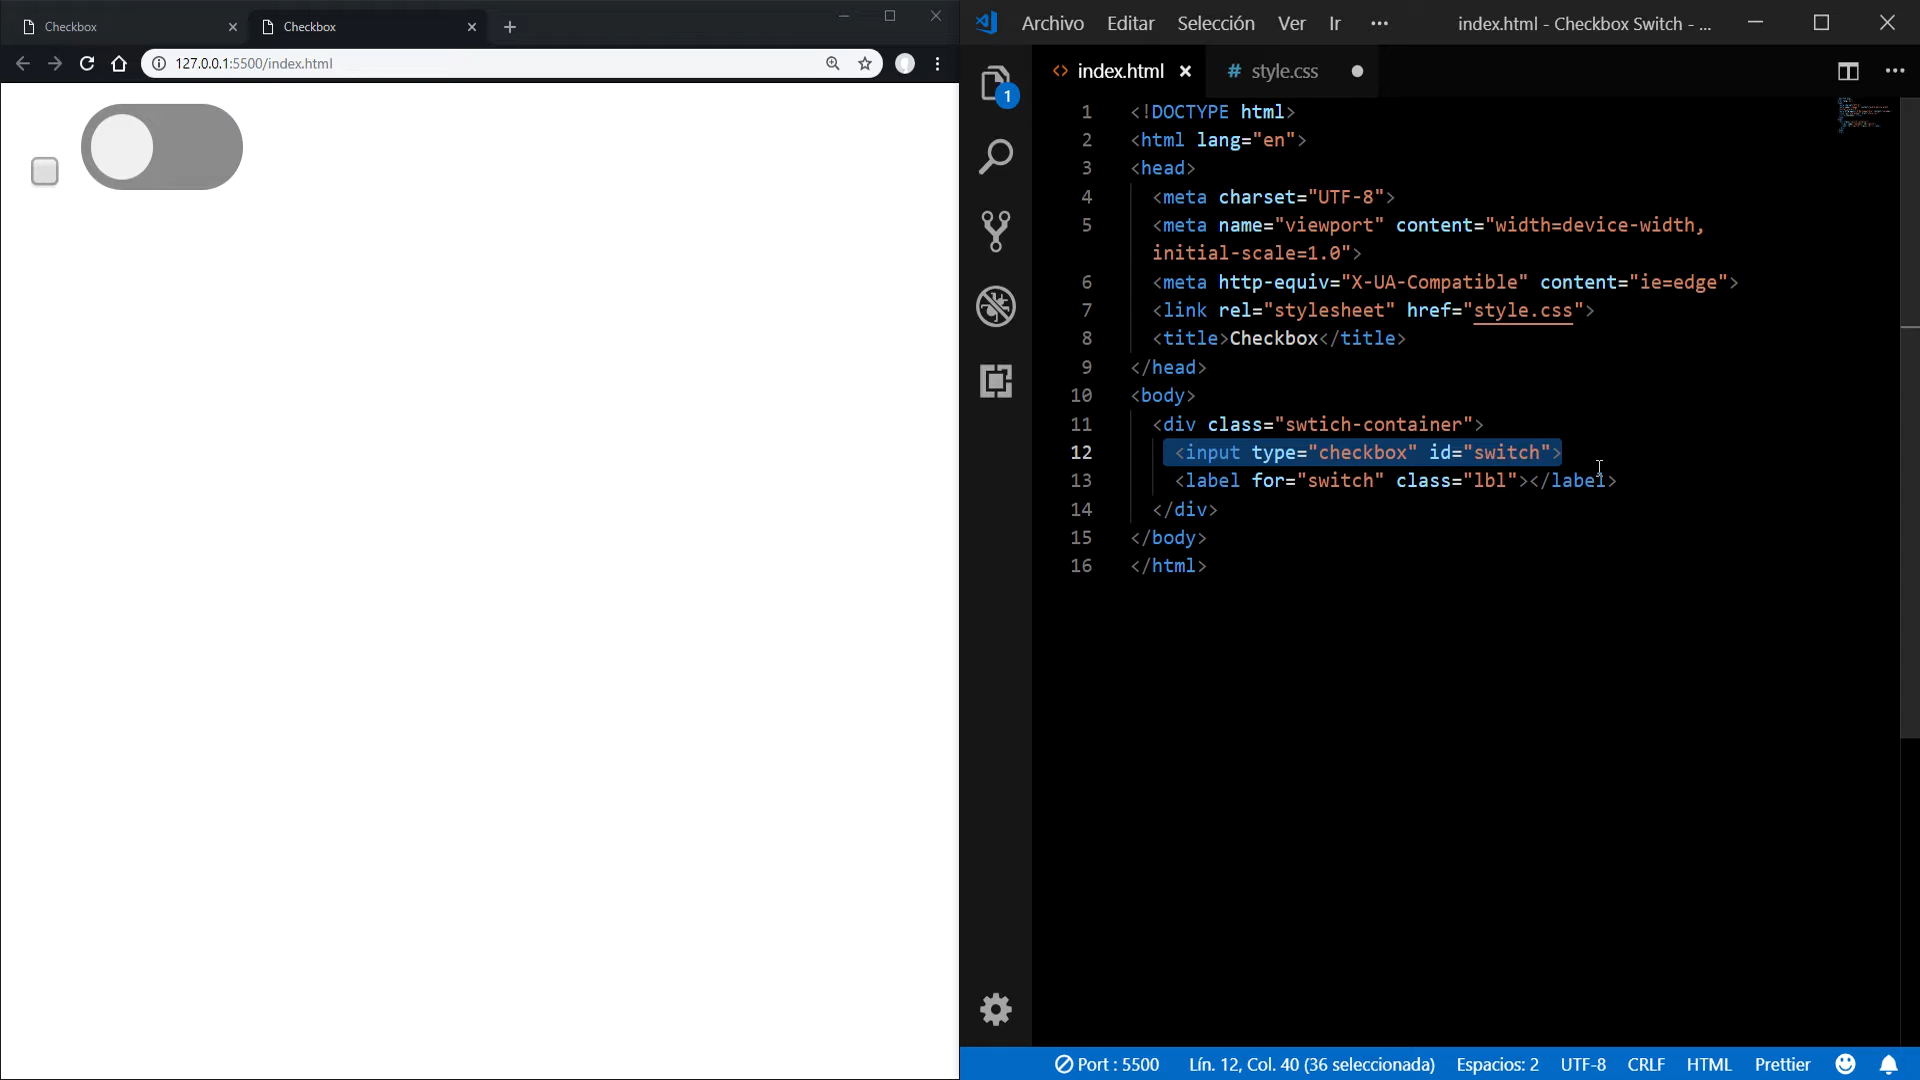 Checkbox
Checkbox
127.0.0.1:5500/index.html
Archivo Editar Selección Ver Ir ··· index.html - Checkbox Switch - ...
1
<> index.html
# style.css
1 <!DOCTYPE html>
2 <html lang="en">
3 <head>
4 <meta charset="UTF-8">
5 <meta name="viewport" content="width=device-width,
initial-scale=1.0">
6 <meta http-equiv="X-UA-Compatible" content="ie=edge">
7 <link rel="stylesheet" href="style.css">
8 <title>Checkbox</title>
9 </head>
10 <body>
11 <div class="swtich-container">
12 <input type="checkbox" id="switch">
13 <label for="switch" class="lbl"></label>
14 </div>
15 </body>
16 </html>
Port : 5500 Lín. 12, Col. 40 (36 seleccionada) Espacios: 2 UTF-8 CRLF HTML Prettier